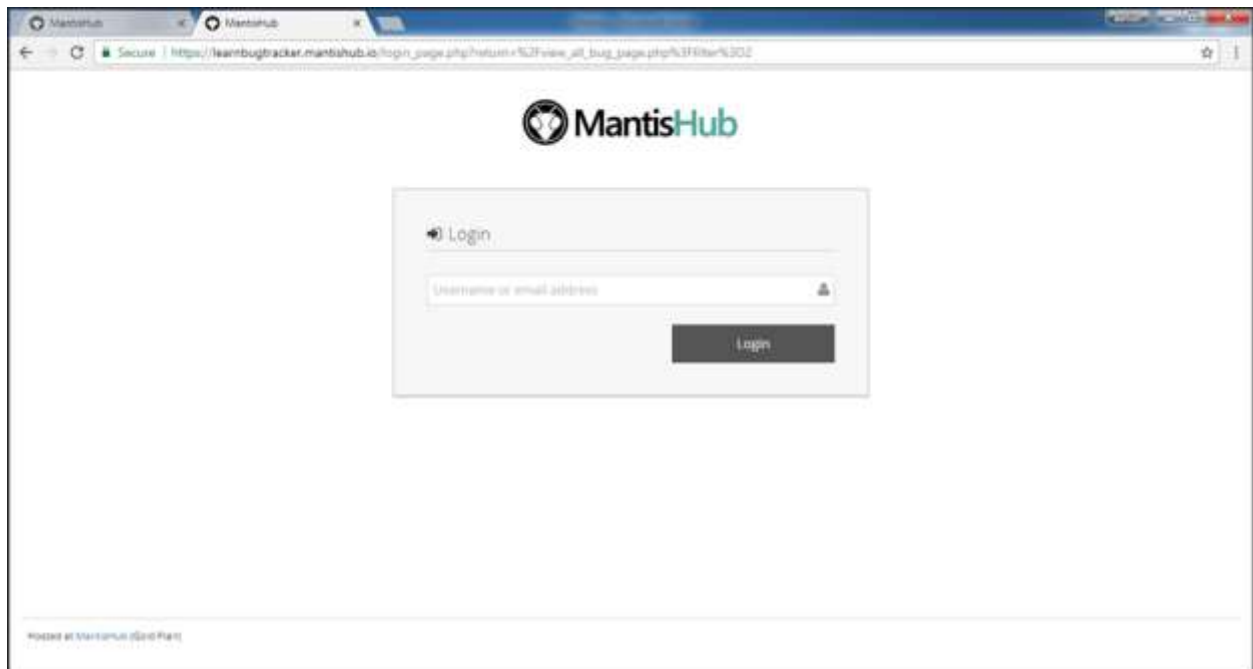 MantisHub
MantisHub
Secure
https://learnbugtracker.mantishub.io/login_page.php?return=%2Fview_all_bug_page.php%3Ffilter%3D2
MantisHub
Login
Username or email address
Login
Hosted at MantisHub (Gold Plan)